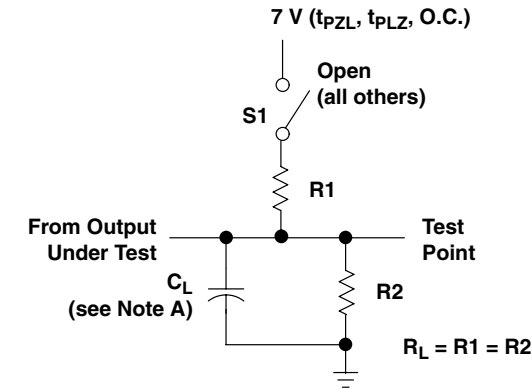 7 V (tPZL, tPLZ, O.C.)
Open
(all others)
S1
R1
From Output
Under Test
Test
Point
CL
(see Note A)
R2
RL = R1 = R2